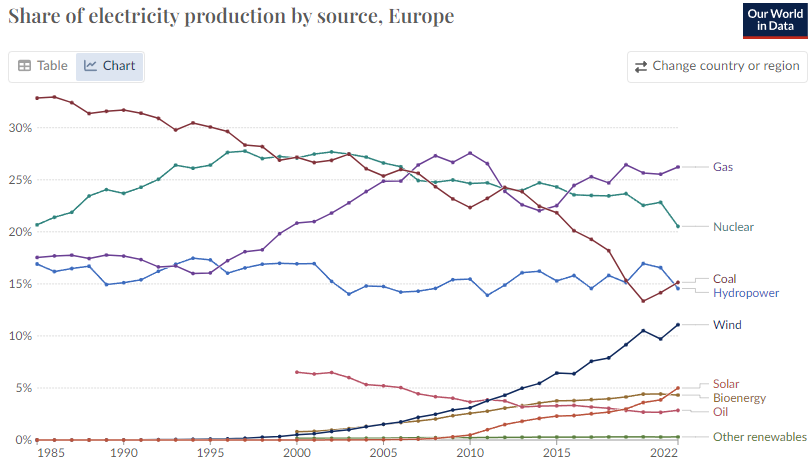 Share of electricity production by source, Europe
Our World
in Data
Table
Chart
Change country or region
30%
25%
20%
15%
10%
5%
0%
1985
1990
1995
2000
2005
2010
2015
2022
Gas
Nuclear
Coal
Hydropower
Wind
Solar
Bioenergy
Oil
Other renewables